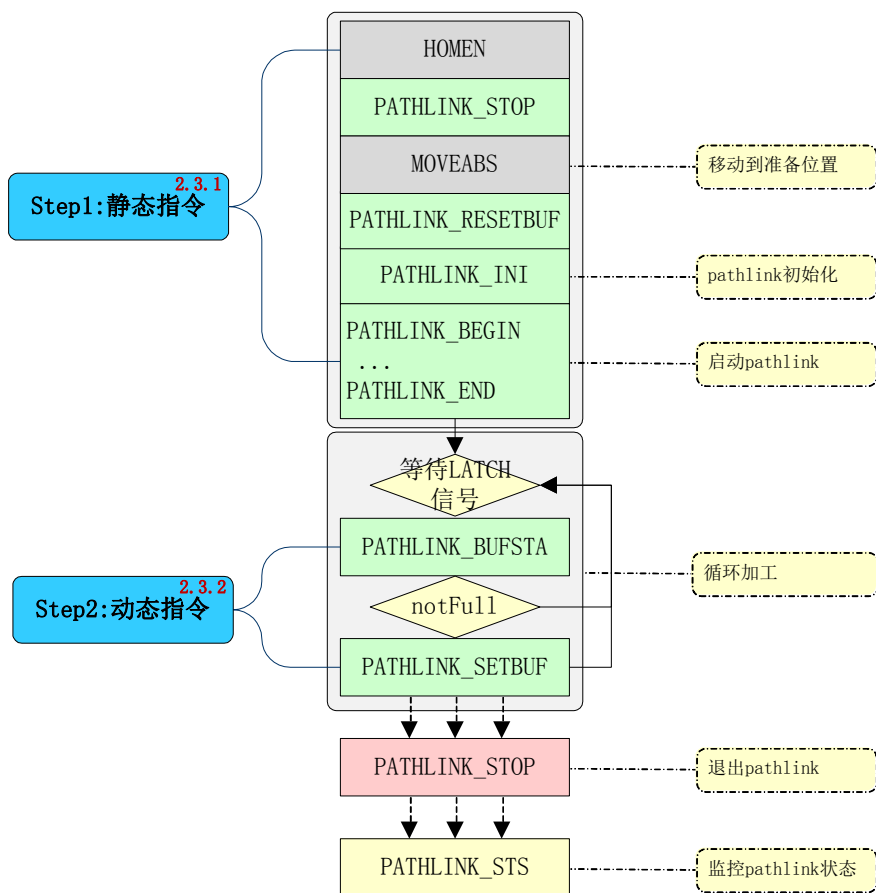 HOMEN
PATHLINK_STOP
MOVEABS
移动到准备位置
2.3.1
Step1:静态指令
PATHLINK_RESETBUF
PATHLINK_INI
pathlink初始化
PATHLINK_BEGIN
...
PATHLINK_END
启动pathlink
等待LATCH
信号
PATHLINK_BUFSTA
循环加工
2.3.2
Step2:动态指令
notFull
PATHLINK_SETBUF
PATHLINK_STOP
退出pathlink
PATHLINK_STS
监控pathlink状态